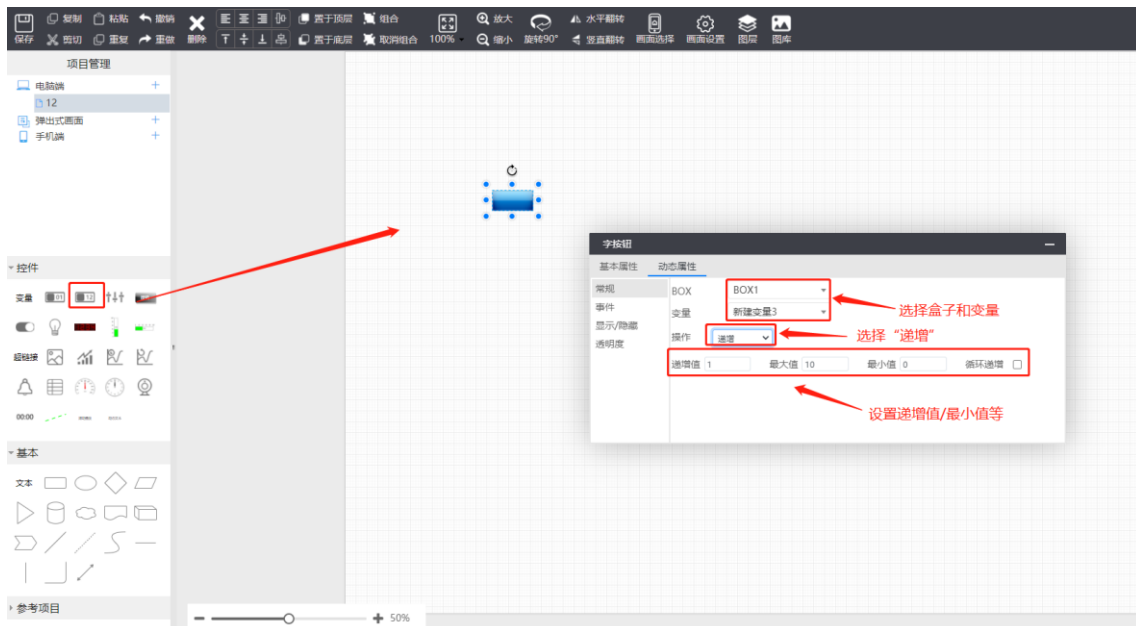 复制 粘贴 撤销 置于顶层 组合 放大 水平翻转
保存 剪切 重复 重做 删除 置于底层 取消组合 100% 缩小 旋转90° 竖直翻转 画面选择 画面设置 图层 图库
项目管理
电脑端
12
弹出式画面
手机端
控件
变量 01 12
超链接
00:00
基本
文本
参考项目
50%
字按钮
基本属性 动态属性
常规
事件
显示/隐藏
透明度
BOX BOX1
变量 新建变量3
操作 递增
递增值 1 最大值 10 最小值 0 循环递增
选择盒子和变量
选择“递增”
设置递增值/最小值等